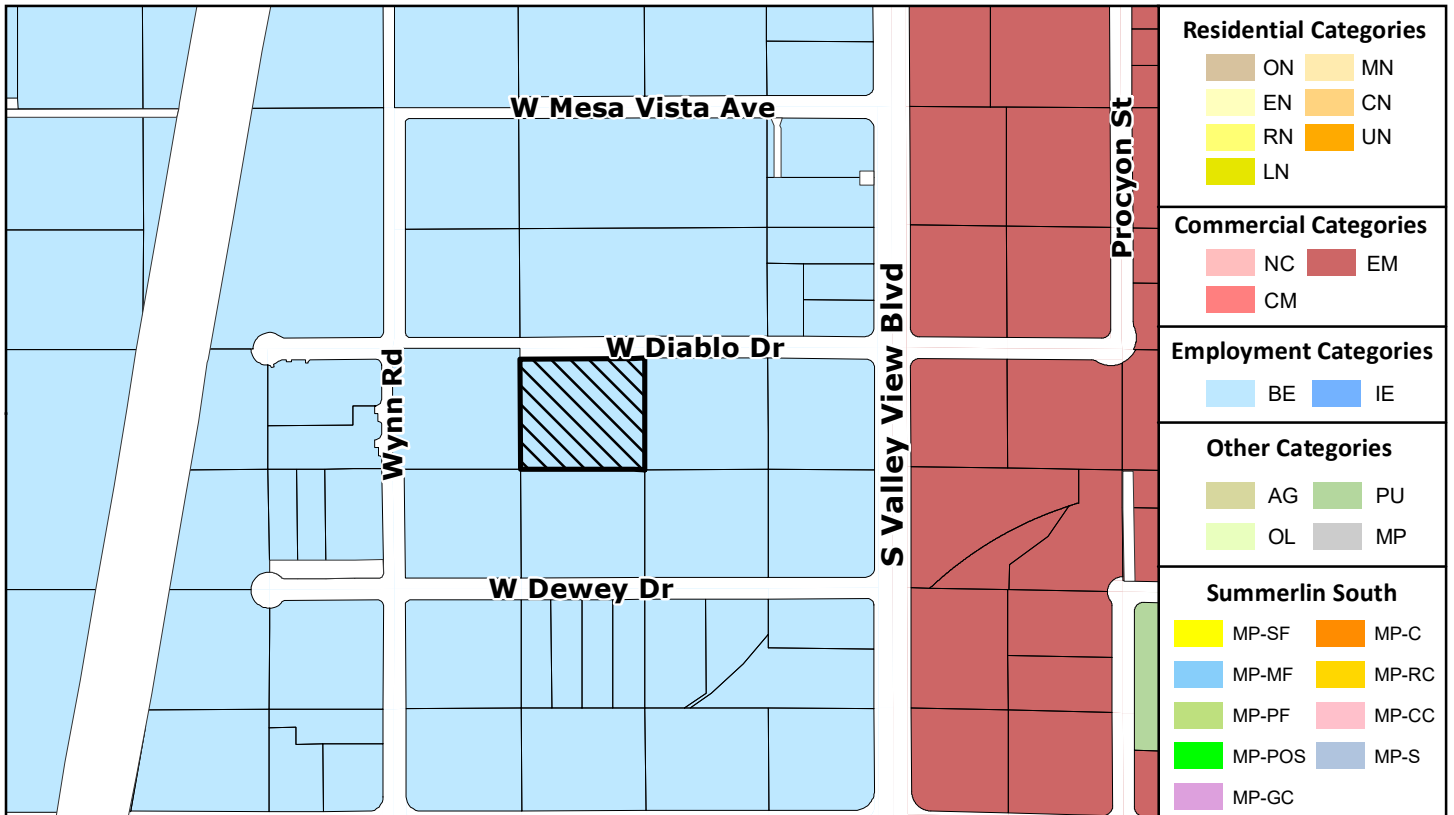 W Mesa Vista Ave
Procyon St
S Valley View Blvd
W Diablo Dr
Wynn Rd
W Dewey Dr
Residential Categories
ON MN
EN CN
RN UN
LN
Commercial Categories
NC EM
CM
Employment Categories
BE IE
Other Categories
AG PU
OL MP
Summerlin South
MP-SF MP-C
MP-MF MP-RC
MP-PF MP-CC
MP-POS MP-S
MP-GC